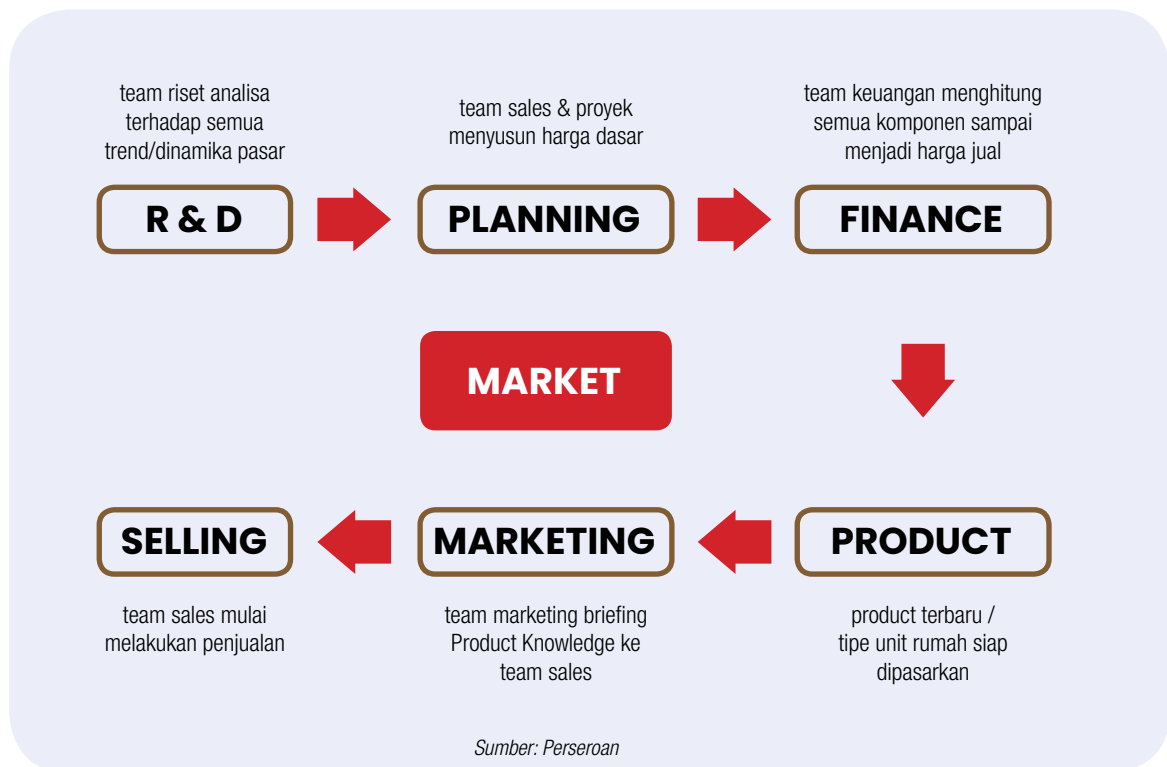 team riset analisa
terhadap semua
trend/dinamika pasar
R & D
team sales & proyek
menyusun harga dasar
PLANNING
team keuangan menghitung
semua komponen sampai
menjadi harga jual
FINANCE
MARKET
PRODUCT
product terbaru /
tipe unit rumah siap
dipasarkan
MARKETING
team marketing briefing
Product Knowledge ke
team sales
SELLING
team sales mulai
melakukan penjualan
Sumber: Perseroan